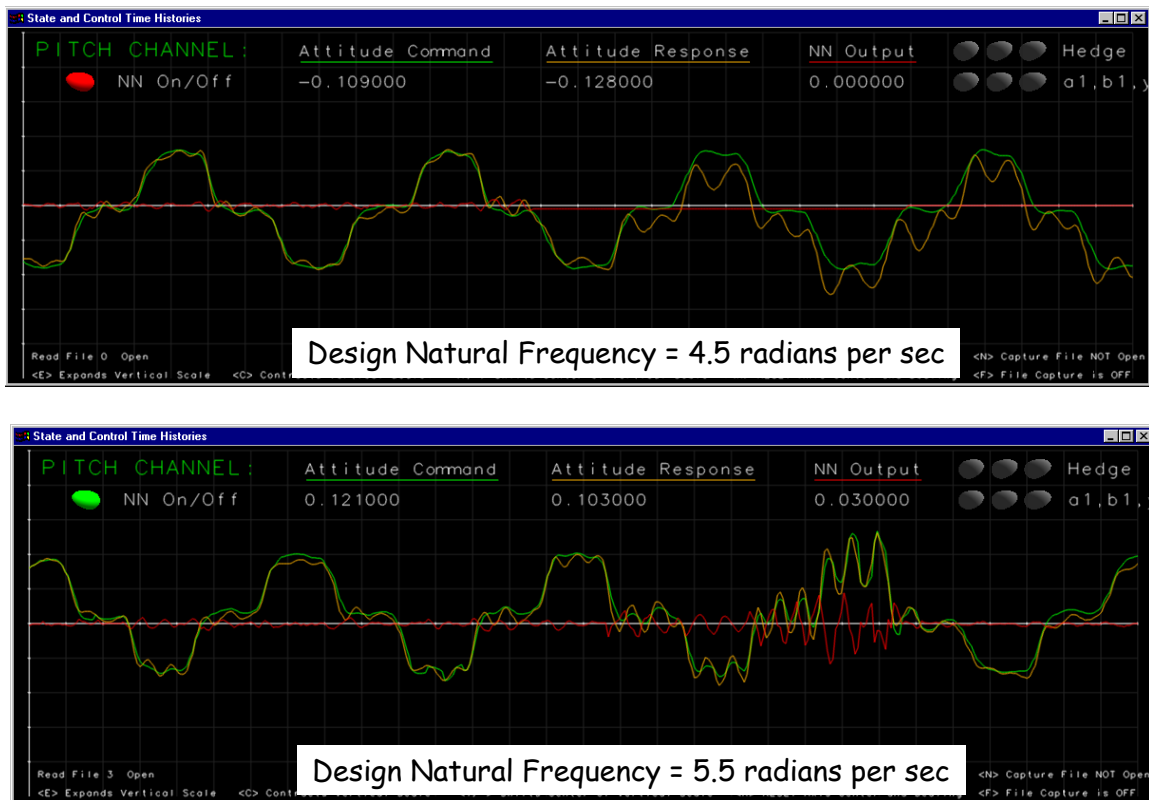 State and Control Time Histories
PITCH CHANNEL: Attitude Command Attitude Response NN Output Hedge
NN On/Off -0.109000 -0.128000 0.000000 a1,b1,y
Design Natural Frequency = 4.5 radians per sec
Read File 0 Open <N> Capture File NOT Open
<E> Expands Vertical Scale <F> File Capture is OFF
State and Control Time Histories
PITCH CHANNEL: Attitude Command Attitude Response NN Output Hedge
NN On/Off 0.121000 0.103000 0.030000 a1,b1,
Design Natural Frequency = 5.5 radians per sec
Read File 3 Open <N> Capture File NOT Open
<E> Expands Vertical Scale <F> File Capture is OFF